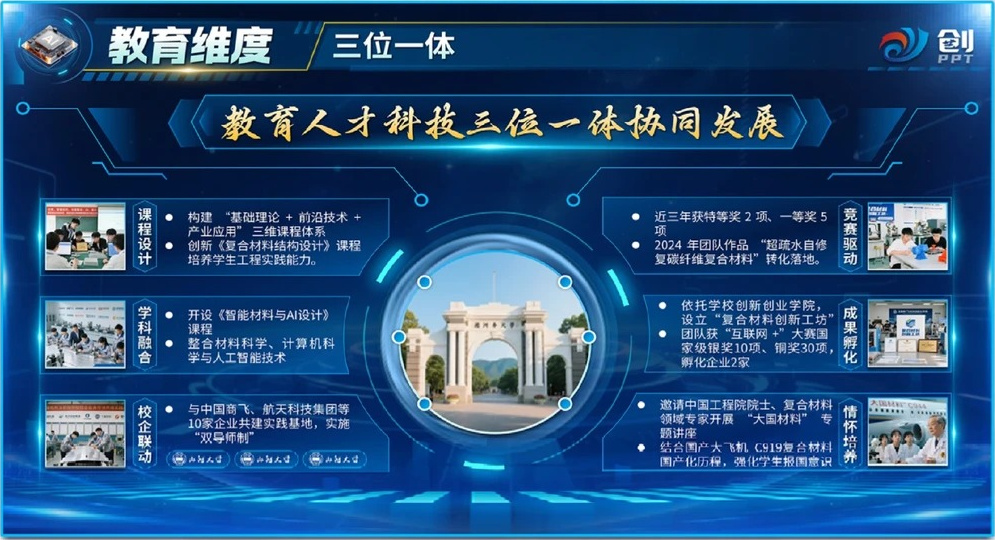 教育维度
三位一体
创
PPT
教育人才科技三位一体协同发展
课程设计
构建 “基础理论 + 前沿技术 +
产业应用” 三维课程体系
创新《复合材料结构设计》课程
培养学生工程实践能力。
学科融合
开设《智能材料与AI设计》
课程
整合材料科学、计算机科
学与人工智能技术
校企联动
与中国商飞、航天科技集团等
10家企业共建实践基地，实施
“双导师制”
竞赛驱动
近三年获特等奖 2 项、一等奖 5
项
2024 年团队作品 “超疏水自修
复碳纤维复合材料”转化落地。
成果孵化
依托学校创新创业学院，
设立 “复合材料创新工坊”
团队获 “互联网 +” 大赛国
家级银奖10项、铜奖30项，
孵化企业2家
情怀培养
邀请中国工程院院士、复合材料
领域专家开展 “大国材料” 专
题讲座
结合国产大飞机 C919复合材料
国产化历程，强化学生报国意识
大国材料 C914